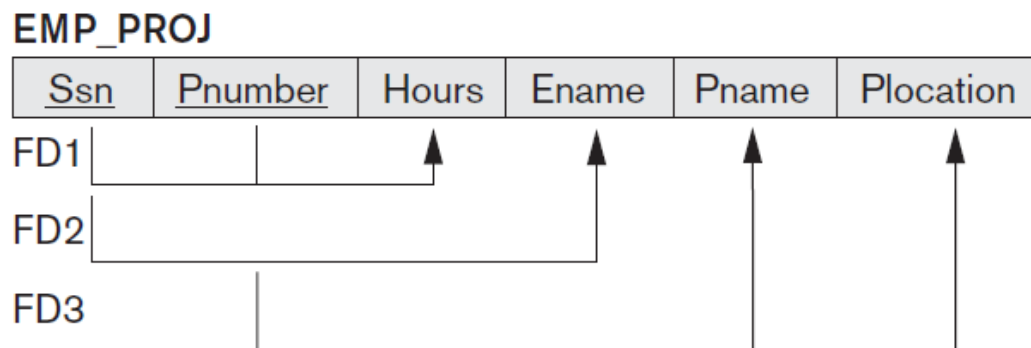 EMP_PROJ
Ssn Pnumber Hours Ename Pname Plocation
FD1
FD2
FD3